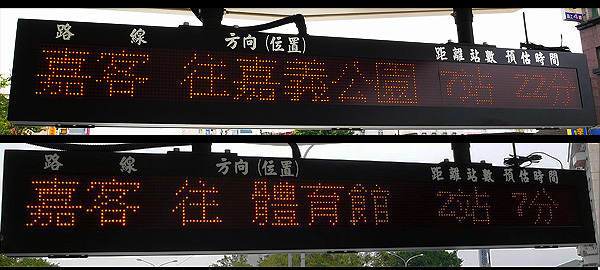 路線 方向(位置) 距離站數 預估時間
嘉客 往嘉義公園 7站 22分
路線 方向(位置) 距離站數 預估時間
嘉客 往 體育館 2站 7分